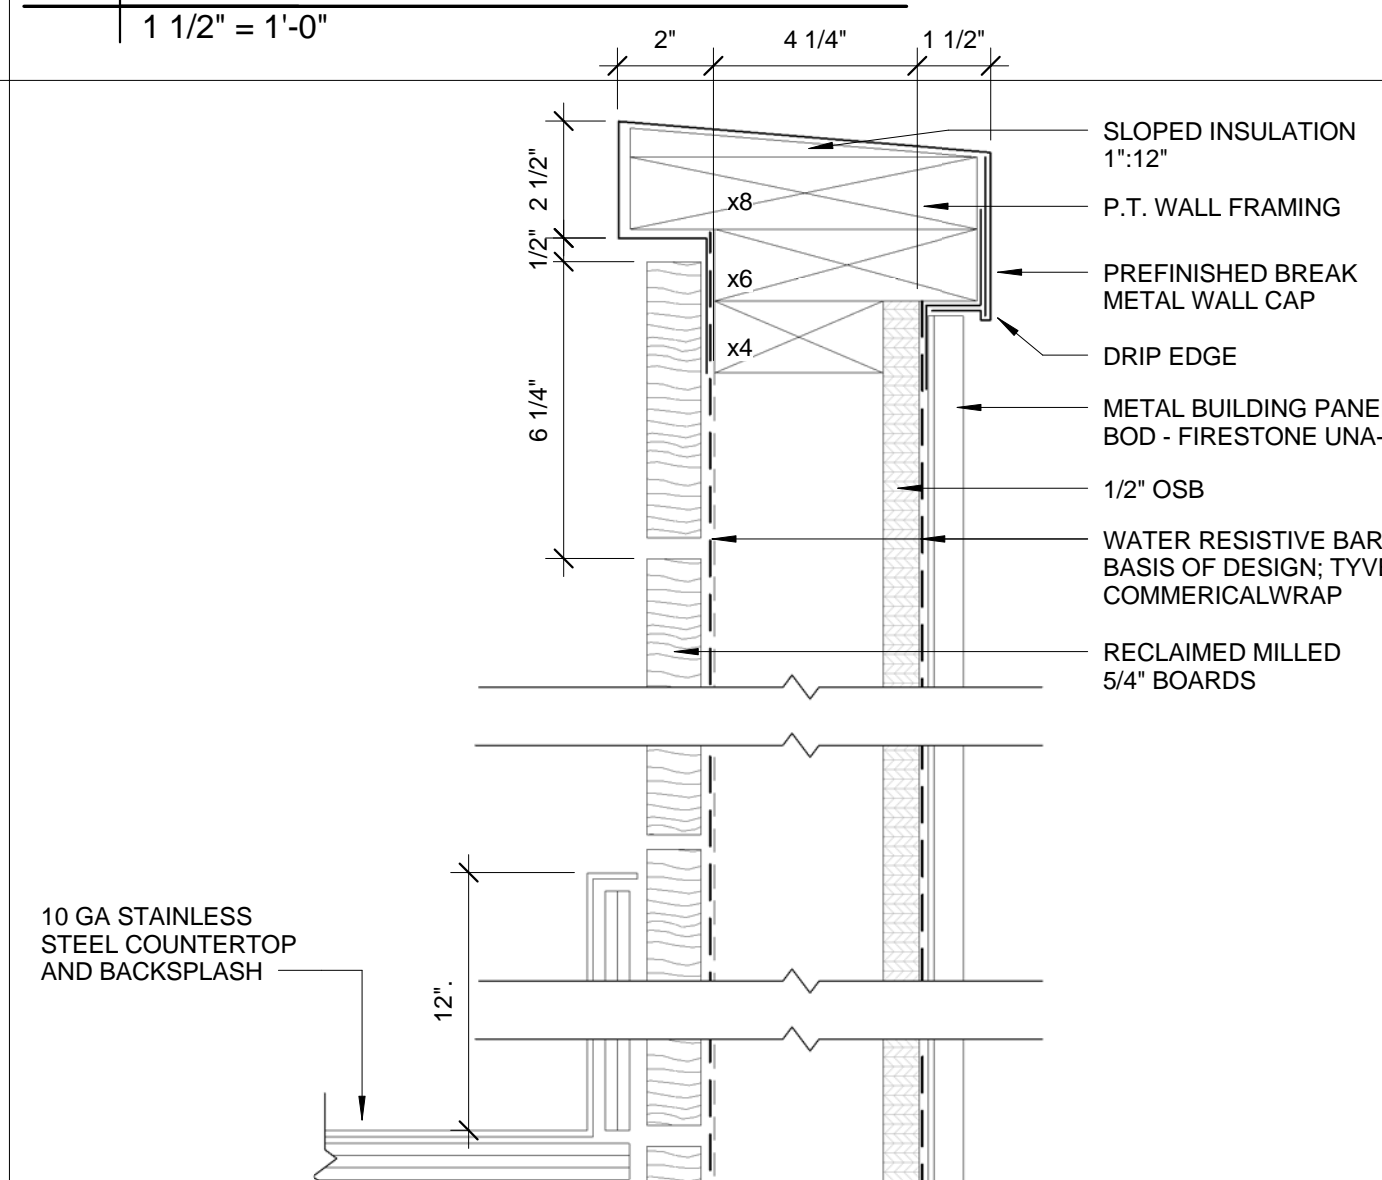 1 1/2" = 1'-0"
2"
4 1/4"
1 1/2"
2 1/2"
1/2"
6 1/4"
x8
x6
x4
SLOPED INSULATION
1":12"
P.T. WALL FRAMING
PREFINISHED BREAK
METAL WALL CAP
DRIP EDGE
METAL BUILDING PANE
BOD - FIRESTONE UNA-
1/2" OSB
WATER RESISTIVE BAR
BASIS OF DESIGN; TYV
COMMERICALWRAP
RECLAIMED MILLED
5/4" BOARDS
10 GA STAINLESS
STEEL COUNTERTOP
AND BACKSPLASH
12".